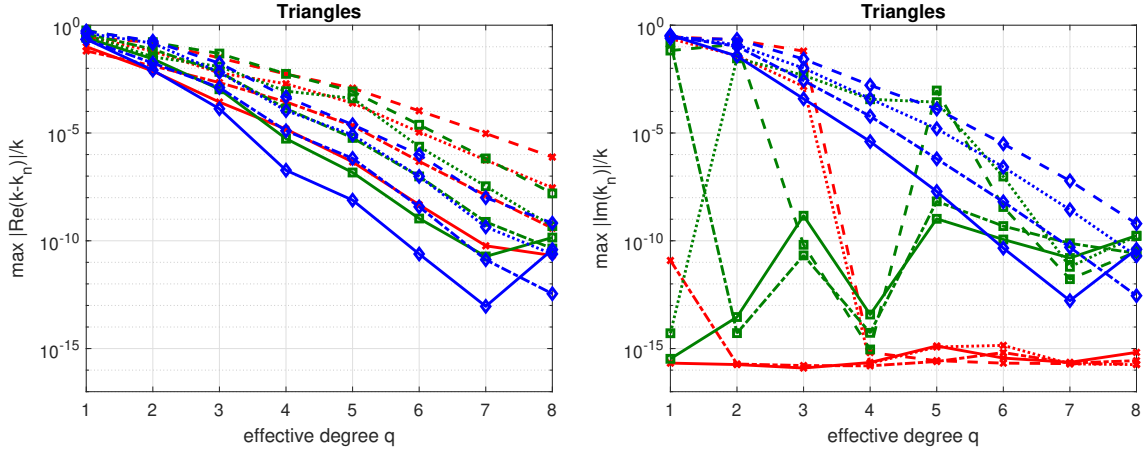 Triangles
10^0
10^-5
10^-10
10^-15
max |Re(k-k_n)|/k
1 2 3 4 5 6 7 8
effective degree q
Triangles
10^0
10^-5
10^-10
10^-15
max |Im(k_n)|/k
1 2 3 4 5 6 7 8
effective degree q